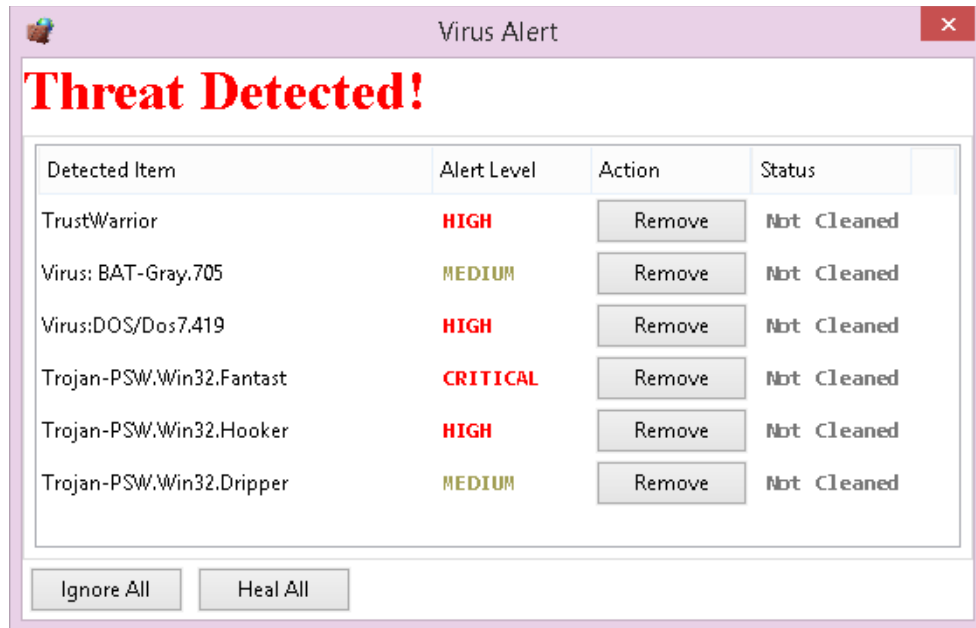 Virus Alert
Threat Detected!
Detected Item Alert Level Action Status
TrustWarrior HIGH Remove Not Cleaned
Virus: BAT-Gray.705 MEDIUM Remove Not Cleaned
Virus:DOS/Dos7.419 HIGH Remove Not Cleaned
Trojan-PSW.Win32.Fantast CRITICAL Remove Not Cleaned
Trojan-PSW.Win32.Hooker HIGH Remove Not Cleaned
Trojan-PSW.Win32.Dripper MEDIUM Remove Not Cleaned
Ignore All Heal All